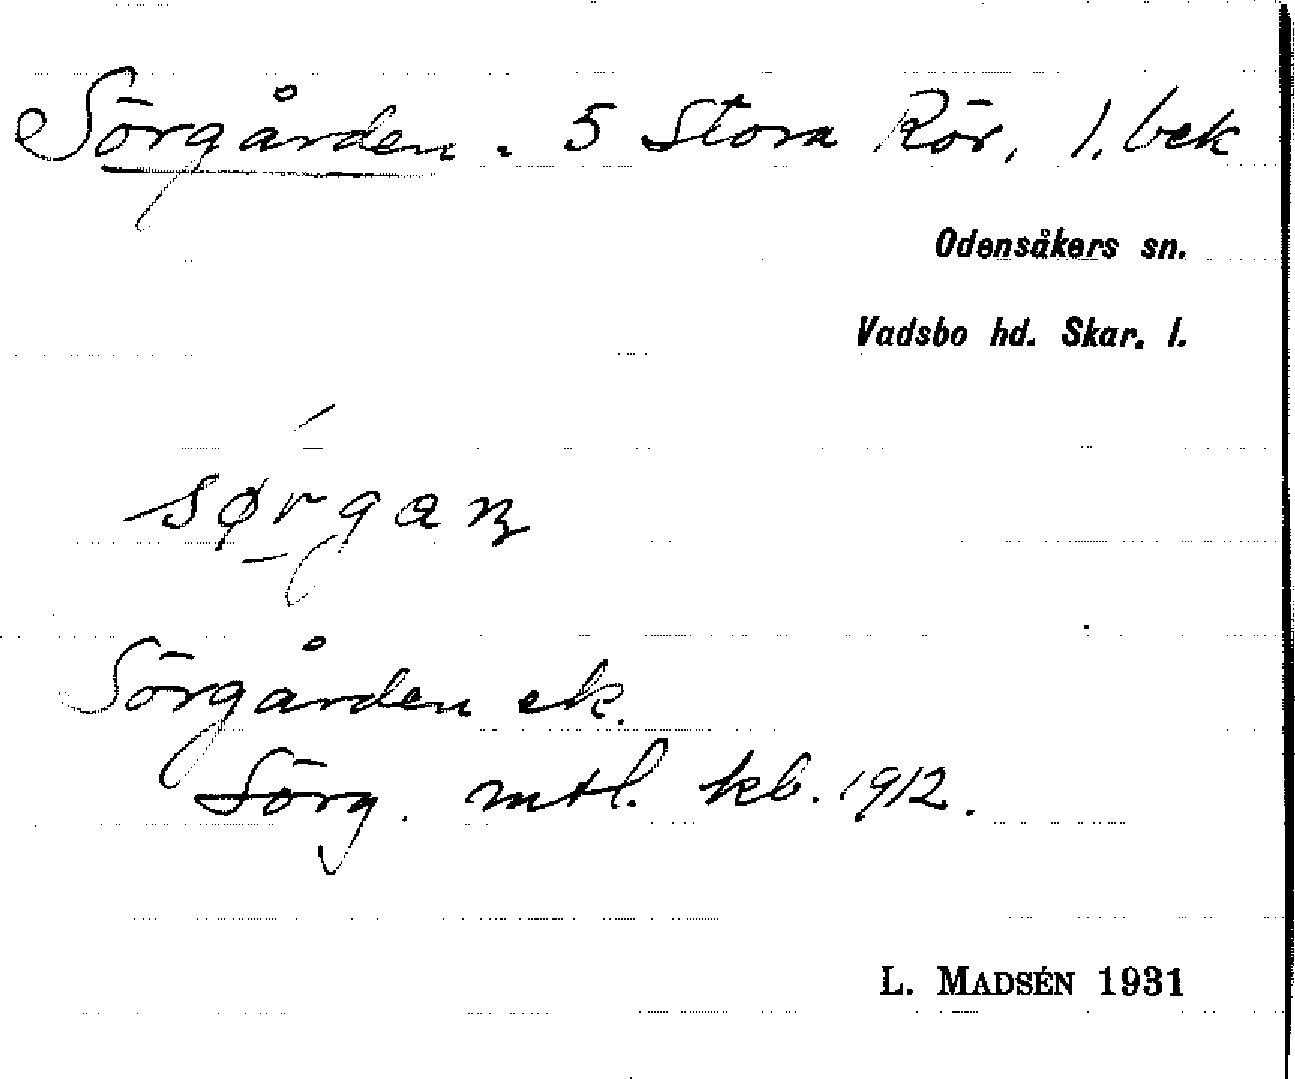 Sörgården. 5 Stora Rör, 1. bek
Odensåkers sn.
Vadsbo hd. Skar. l.
sørgan
Sörgården ek.
Sörg. mtl. kb. 1912.
L. MADSÉN 1931